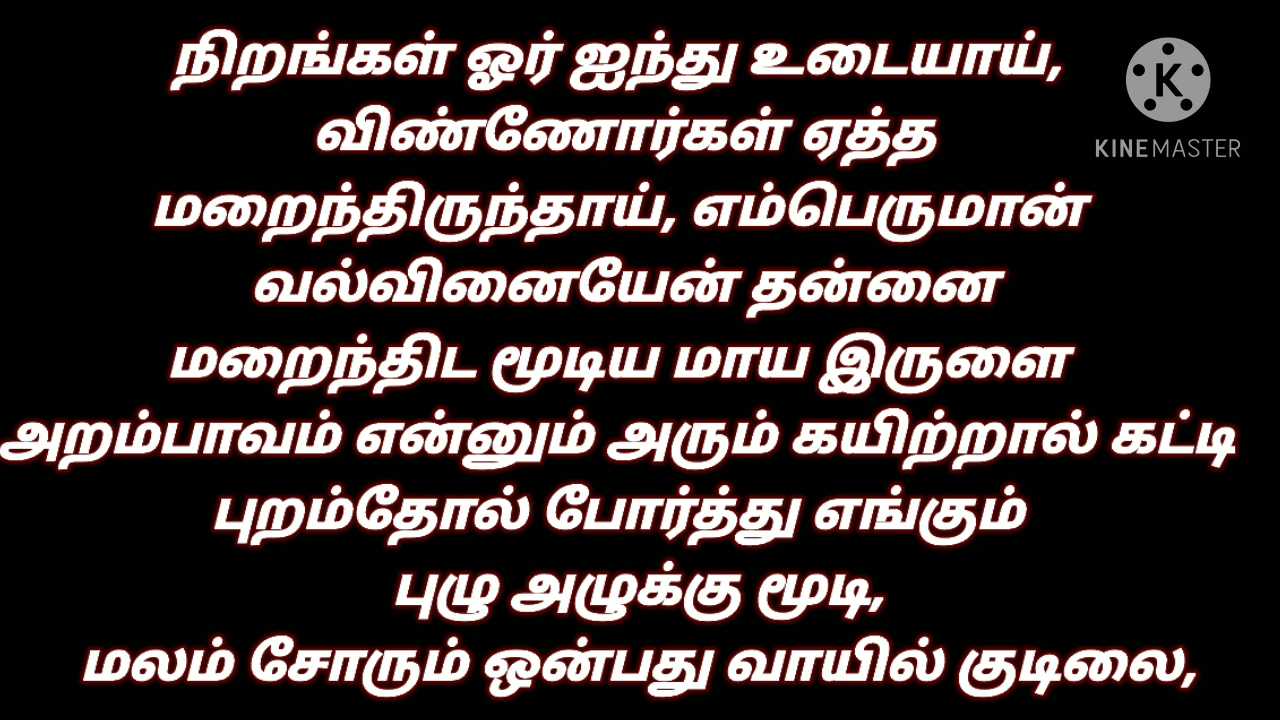 நிறங்கள் ஓர் ஐந்து உடையாய்,
விண்ணோர்கள் ஏத்த
மறைந்திருந்தாய், எம்பெருமான்
வல்வினையேன் தன்னை
மறைந்திட மூடிய மாய இருளை
அறம்பாவம் என்னும் அரும் கயிற்றால் கட்டி
புறம்தோல் போர்த்து எங்கும்
புழு அழுக்கு மூடி,
மலம் சோரும் ஒன்பது வாயில் குடிலை,
K
KINEMASTER